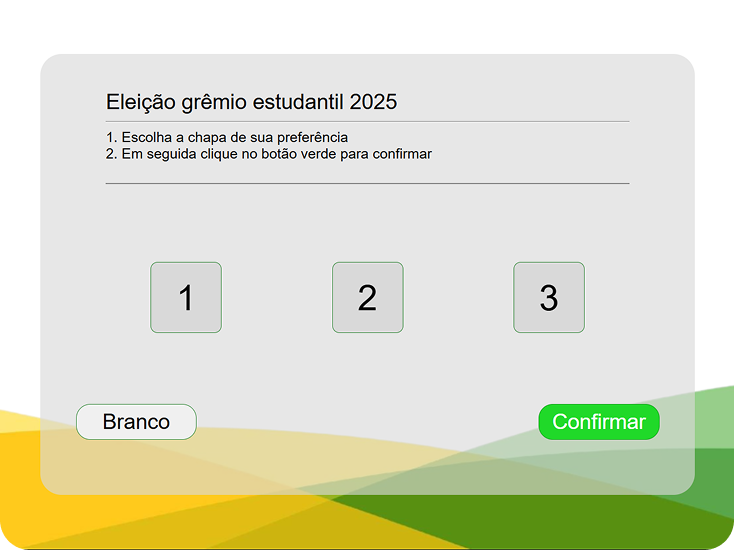 Eleição grêmio estudantil 2025
1. Escolha a chapa de sua preferência
2. Em seguida clique no botão verde para confirmar
1 2 3
Branco Confirmar